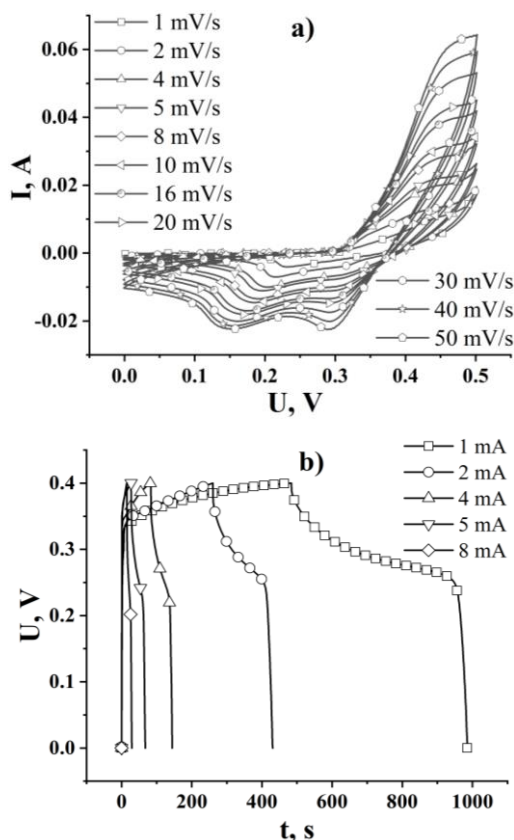 a)
1 mV/s
2 mV/s
4 mV/s
5 mV/s
8 mV/s
10 mV/s
16 mV/s
20 mV/s
30 mV/s
40 mV/s
50 mV/s
I, A
0.06
0.04
0.02
0.00
-0.02
0.0 0.1 0.2 0.3 0.4 0.5
U, V
b)
1 mA
2 mA
4 mA
5 mA
8 mA
U, V
0.4
0.3
0.2
0.1
0.0
0 200 400 600 800 1000
t, s